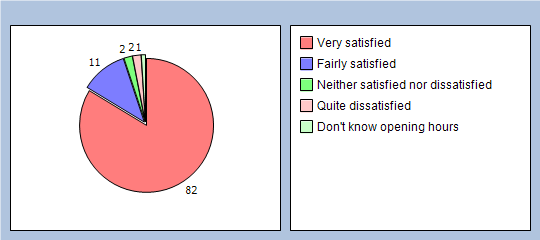 2 2 1
11
82
Very satisfied
Fairly satisfied
Neither satisfied nor dissatisfied
Quite dissatisfied
Don't know opening hours